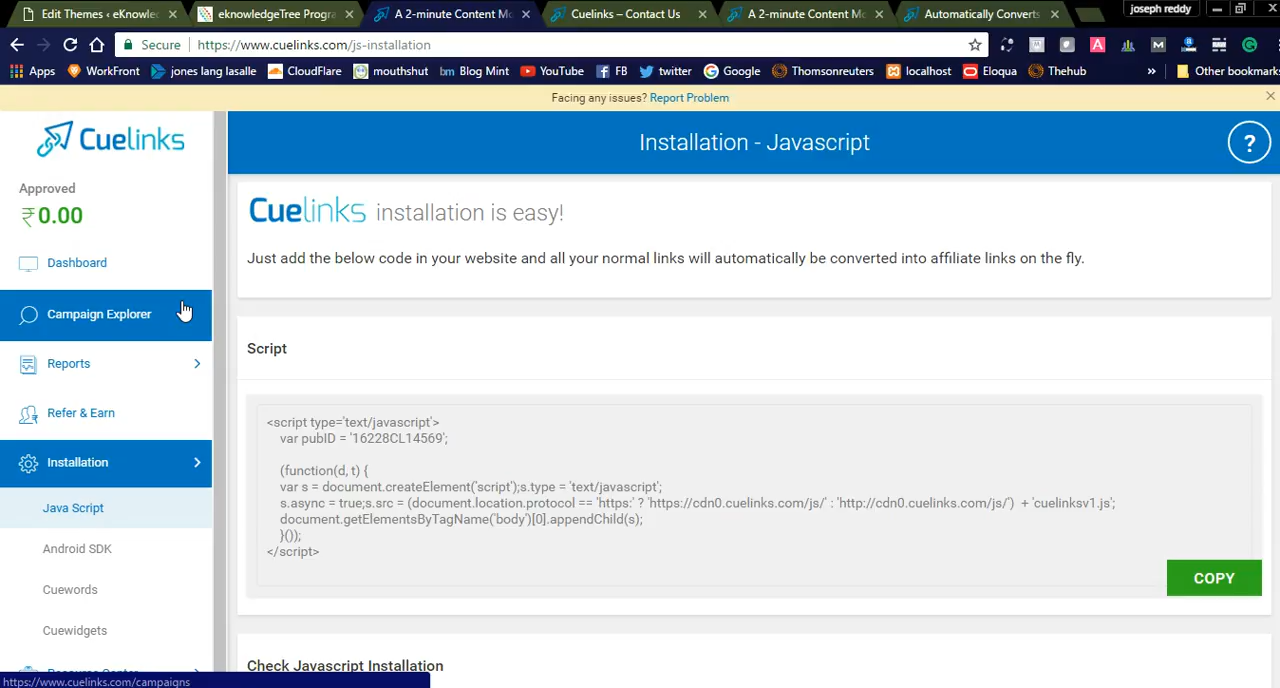 Edit Themes ‹ eKnowle
eknowledgeTree Progra
A 2-minute Content Mo
Cuelinks – Contact Us
A 2-minute Content Mo
Automatically Converts
joseph reddy
Secure
https://www.cuelinks.com/js-installation
Apps
WorkFront
jones lang lasalle
CloudFlare
mouthshut
bm Blog Mint
YouTube
FB
twitter
Google
Thomsonreuters
localhost
Eloqua
Thehub
»
Other bookmarks
Facing any issues? Report Problem
Cuelinks
Approved
₹0.00
Dashboard
Campaign Explorer
Reports
Refer & Earn
Installation
Java Script
Android SDK
Cuewords
Cuewidgets
https://www.cuelinks.com/campaigns
Installation - Javascript
?
Cuelinks installation is easy!
Just add the below code in your website and all your normal links will automatically be converted into affiliate links on the fly.
Script
<script type='text/javascript'>
var pubID = '16228CL14569';
(function(d, t) {
var s = document.createElement('script');s.type = 'text/javascript';
s.async = true;s.src = (document.location.protocol == 'https:' ? 'https://cdn0.cuelinks.com/js/' : 'http://cdn0.cuelinks.com/js/') + 'cuelinksv1.js';
document.getElementsByTagName('body')[0].appendChild(s);
}());
</script>
COPY
Check Javascript Installation